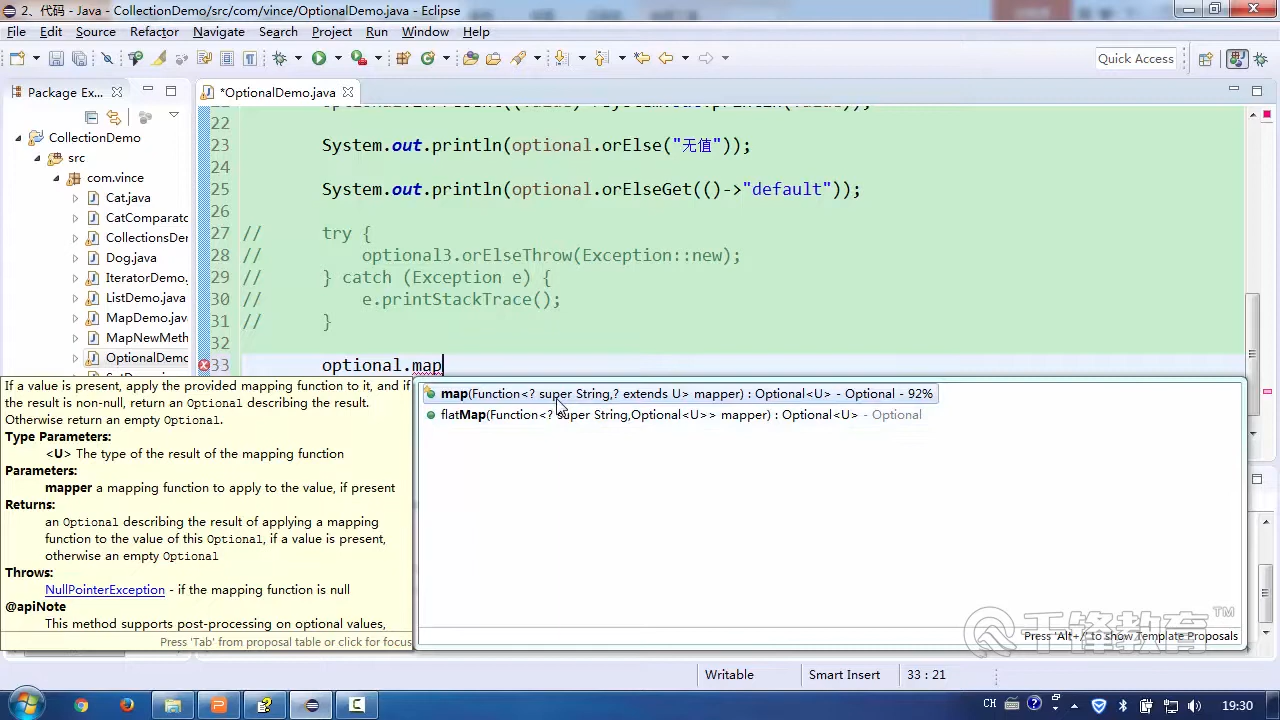 2、代码 - Java - CollectionDemo/src/com/vince/OptionalDemo.java - Eclipse
File Edit Source Refactor Navigate Search Project Run Window Help
Quick Access
Package Ex...
*OptionalDemo.java
CollectionDemo
src
com.vince
Cat.java
CatComparato
CollectionsDer
Dog.java
IteratorDemo.
ListDemo.java
MapDemo.java
MapNewMeth
OptionalDemo
22
23 System.out.println(optional.orElse("无值"));
24
25 System.out.println(optional.orElseGet(()->"default"));
26
27 // try {
28 // optional3.orElseThrow(Exception::new);
29 // } catch (Exception e) {
30 // e.printStackTrace();
31 // }
32
33 optional.map
If a value is present, apply the provided mapping function to it, and if
the result is non-null, return an Optional describing the result.
Otherwise return an empty Optional.
Type Parameters:
<U> The type of the result of the mapping function
Parameters:
mapper a mapping function to apply to the value, if present
Returns:
an Optional describing the result of applying a mapping
function to the value of this Optional, if a value is present,
otherwise an empty Optional
Throws:
NullPointerException - if the mapping function is null
@apiNote
This method supports post-processing on optional values,
Press 'Tab' from proposal table or click for focus
map(Function<? super String,? extends U> mapper) : Optional<U> - Optional - 92%
flatMap(Function<? super String,Optional<U>> mapper) : Optional<U> - Optional
Press 'Alt+/' to show Template Proposals
千锋教育™
Writable Smart Insert 33 : 21
CH 19:30